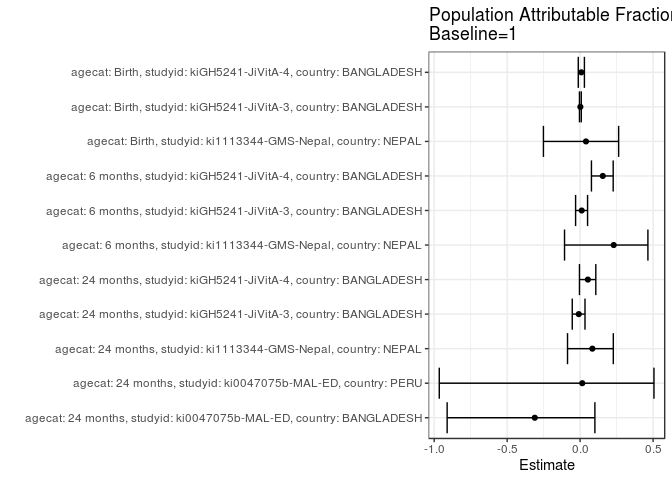 Population Attributable Fractio
Baseline=1
agecat: Birth, studyid: kiGH5241-JiVitA-4, country: BANGLADESH
agecat: Birth, studyid: kiGH5241-JiVitA-3, country: BANGLADESH
agecat: Birth, studyid: ki1113344-GMS-Nepal, country: NEPAL
agecat: 6 months, studyid: kiGH5241-JiVitA-4, country: BANGLADESH
agecat: 6 months, studyid: kiGH5241-JiVitA-3, country: BANGLADESH
agecat: 6 months, studyid: ki1113344-GMS-Nepal, country: NEPAL
agecat: 24 months, studyid: kiGH5241-JiVitA-4, country: BANGLADESH
agecat: 24 months, studyid: kiGH5241-JiVitA-3, country: BANGLADESH
agecat: 24 months, studyid: ki1113344-GMS-Nepal, country: NEPAL
agecat: 24 months, studyid: ki0047075b-MAL-ED, country: PERU
agecat: 24 months, studyid: ki0047075b-MAL-ED, country: BANGLADESH
-1.0 -0.5 0.0 0.5
Estimate